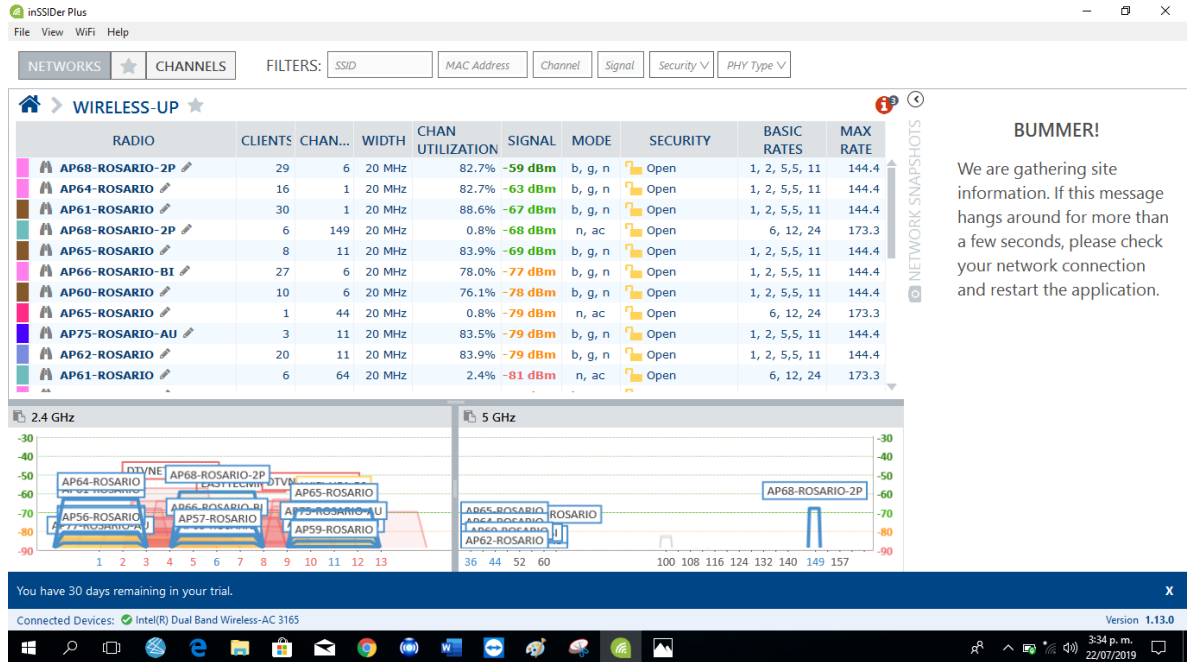 inSSIDer Plus
File View WiFi Help
NETWORKS CHANNELS FILTERS: SSID MAC Address Channel Signal Security PHY Type
WIRELESS-UP 3
RADIO CLIENTS CHAN... WIDTH CHAN UTILIZATION SIGNAL MODE SECURITY BASIC RATES MAX RATE
AP68-ROSARIO-2P 29 6 20 MHz 82.7% -59 dBm b, g, n Open 1, 2, 5,5, 11 144.4
AP64-ROSARIO 16 1 20 MHz 82.7% -63 dBm b, g, n Open 1, 2, 5,5, 11 144.4
AP61-ROSARIO 30 1 20 MHz 88.6% -67 dBm b, g, n Open 1, 2, 5,5, 11 144.4
AP68-ROSARIO-2P 6 149 20 MHz 0.8% -68 dBm n, ac Open 6, 12, 24 173.3
AP65-ROSARIO 8 11 20 MHz 83.9% -69 dBm b, g, n Open 1, 2, 5,5, 11 144.4
AP66-ROSARIO-BI 27 6 20 MHz 78.0% -77 dBm b, g, n Open 1, 2, 5,5, 11 144.4
AP60-ROSARIO 10 6 20 MHz 76.1% -78 dBm b, g, n Open 1, 2, 5,5, 11 144.4
AP65-ROSARIO 1 44 20 MHz 0.8% -79 dBm n, ac Open 6, 12, 24 173.3
AP75-ROSARIO-AU 3 11 20 MHz 83.5% -79 dBm b, g, n Open 1, 2, 5,5, 11 144.4
AP62-ROSARIO 20 11 20 MHz 83.9% -79 dBm b, g, n Open 1, 2, 5,5, 11 144.4
AP61-ROSARIO 6 64 20 MHz 2.4% -81 dBm n, ac Open 6, 12, 24 173.3
NETWORK SNAPSHOTS
BUMMER!
We are gathering site
information. If this message
hangs around for more than
a few seconds, please check
your network connection
and restart the application.
2.4 GHz
-30
-40
-50
-60
-70
-80
-90
AP64-ROSARIO
AP68-ROSARIO-2P
AP65-ROSARIO
AP56-ROSARIO
AP57-ROSARIO
AP59-ROSARIO
1 2 3 4 5 6 7 8 9 10 11 12 13
5 GHz
-30
-40
-50
-60
-70
-80
-90
AP68-ROSARIO-2P
AP65-ROSARIO
ROSARIO
AP62-ROSARIO
36 44 52 60 100 108 116 124 132 140 149 157
You have 30 days remaining in your trial. X
Connected Devices: Intel(R) Dual Band Wireless-AC 3165 Version 1.13.0
3:34 p. m.
22/07/2019